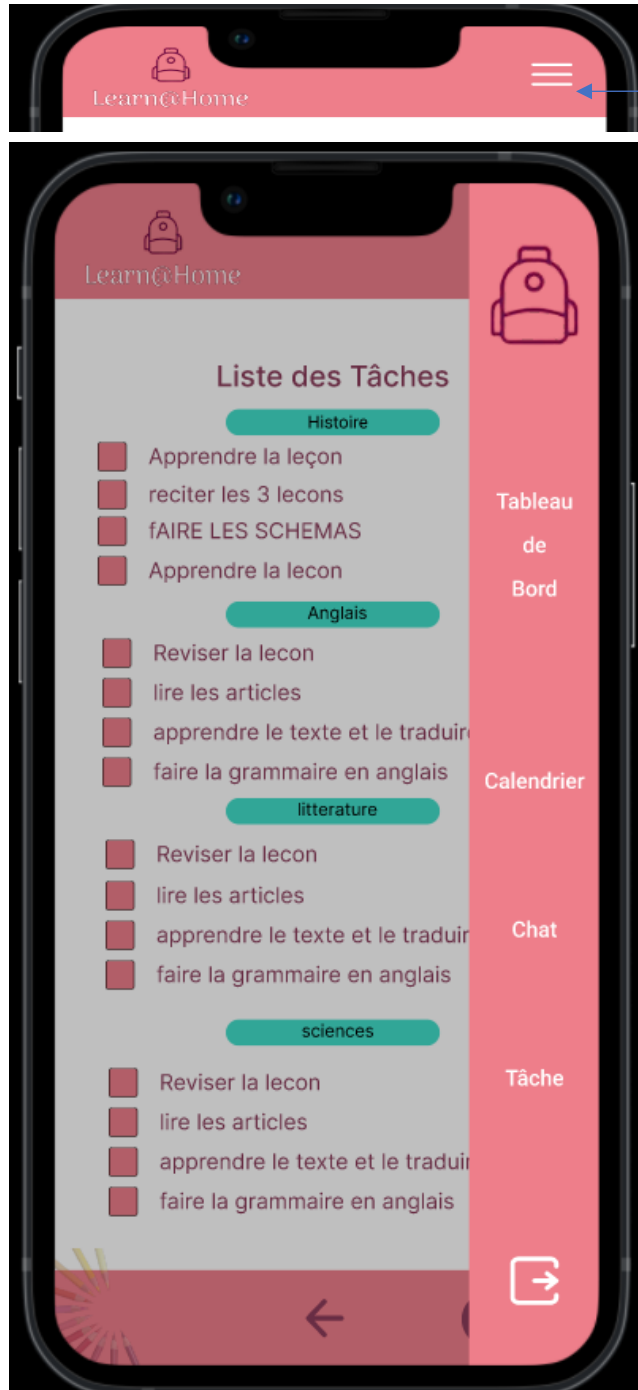 Learn@Home
Learn@Home
Liste des Tâches
Histoire
Apprendre la leçon
reciter les 3 lecons
fAIRE LES SCHEMAS
Apprendre la lecon
Anglais
Reviser la lecon
lire les articles
apprendre le texte et le traduire
faire la grammaire en anglais
litterature
Reviser la lecon
lire les articles
apprendre le texte et le traduir
faire la grammaire en anglais
sciences
Reviser la lecon
lire les articles
apprendre le texte et le traduir
faire la grammaire en anglais
Tableau
de
Bord
Calendrier
Chat
Tâche